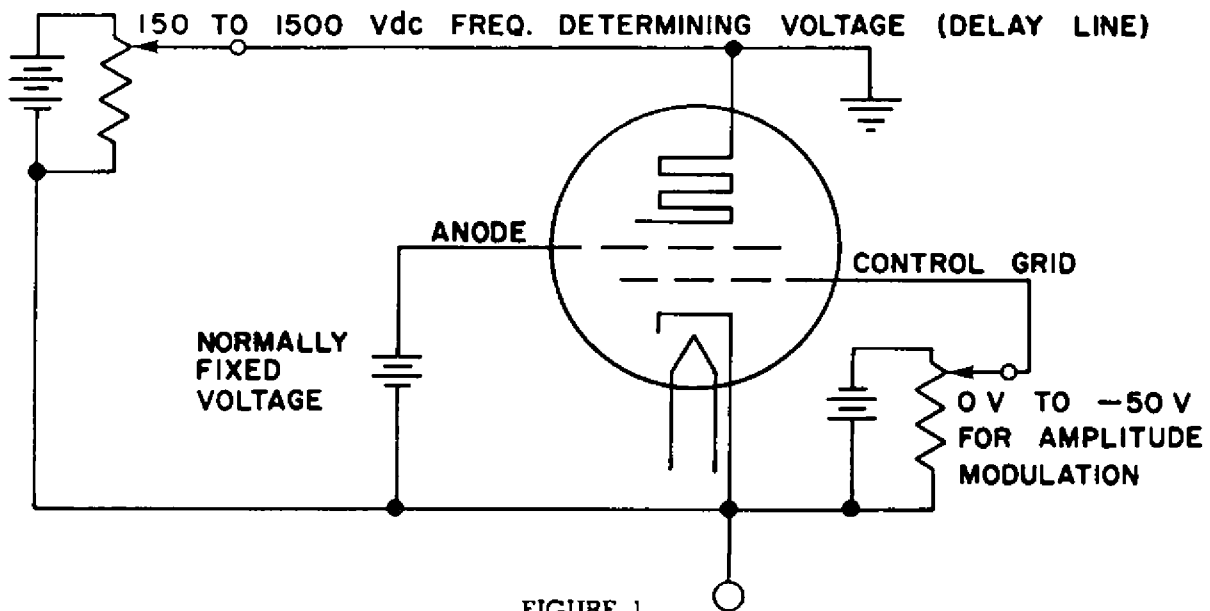 150 TO 1500 Vdc FREQ. DETERMINING VOLTAGE (DELAY LINE)
ANODE
CONTROL GRID
NORMALLY
FIXED
VOLTAGE
0 V TO -50 V
FOR AMPLITUDE
MODULATION
FIGURE 1